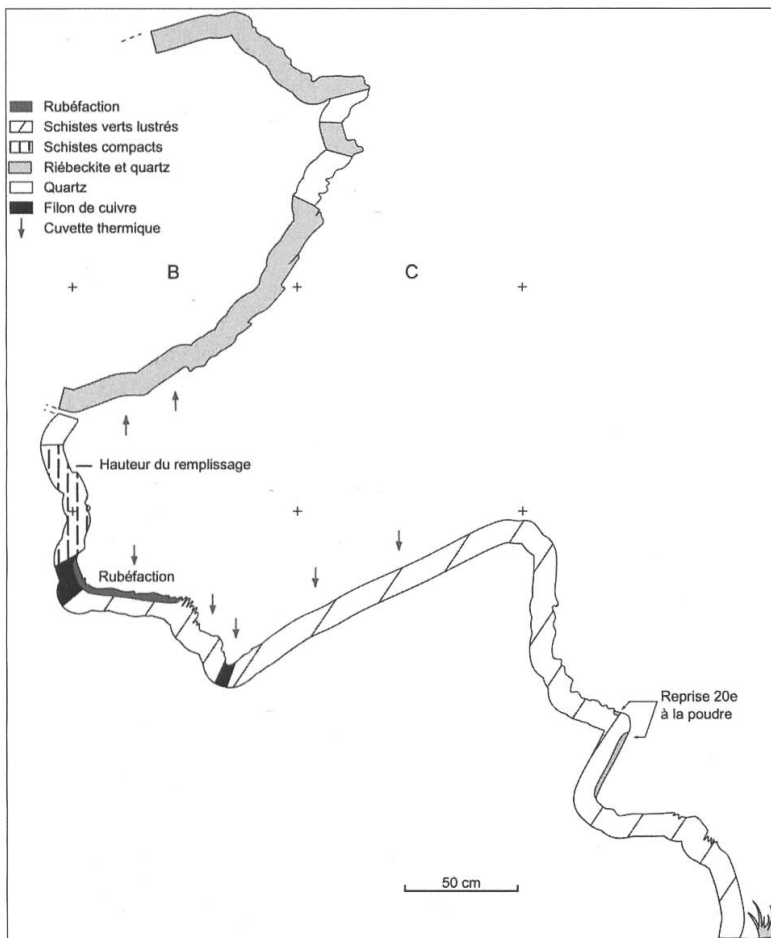 Rubéfaction
Schistes verts lustrés
Schistes compacts
Riébeckite et quartz
Quartz
Filon de cuivre
Cuvette thermique
B
C
Hauteur du remplissage
Rubéfaction
Reprise 20e
à la poudre
50 cm